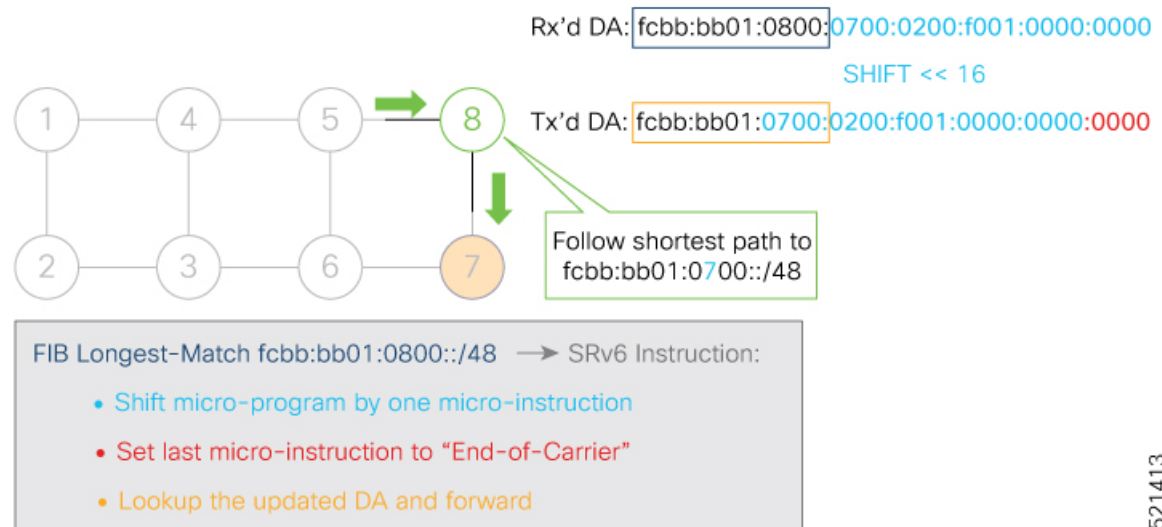 Rx'd DA: fcbb:bb01:0800:0700:0200:f001:0000:0000
SHIFT << 16
Tx'd DA: fcbb:bb01:0700:0200:f001:0000:0000:0000
1 4 5 8
2 3 6 7
Follow shortest path to
fcbb:bb01:0700::/48
FIB Longest-Match fcbb:bb01:0800::/48 → SRv6 Instruction:
• Shift micro-program by one micro-instruction
• Set last micro-instruction to “End-of-Carrier”
• Lookup the updated DA and forward
521413